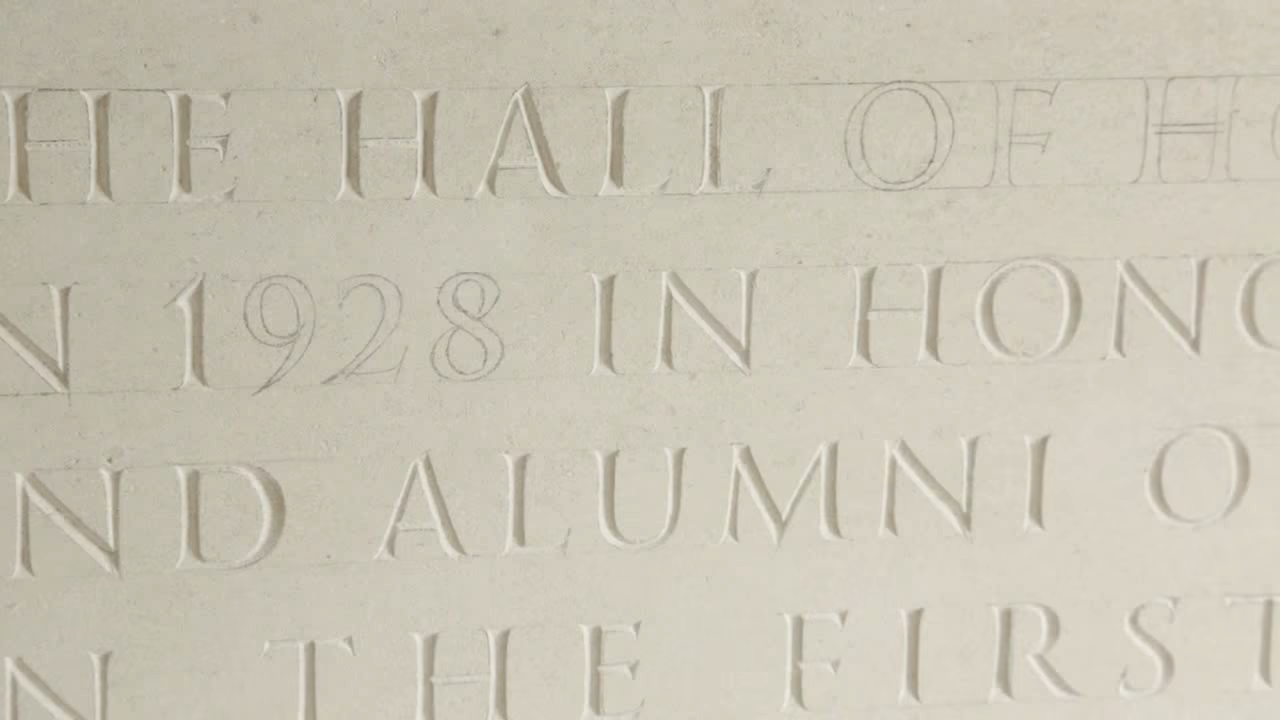 HE HALL OF HO
N 1928 IN HONO
ND ALUMNI O
N THE FIRST